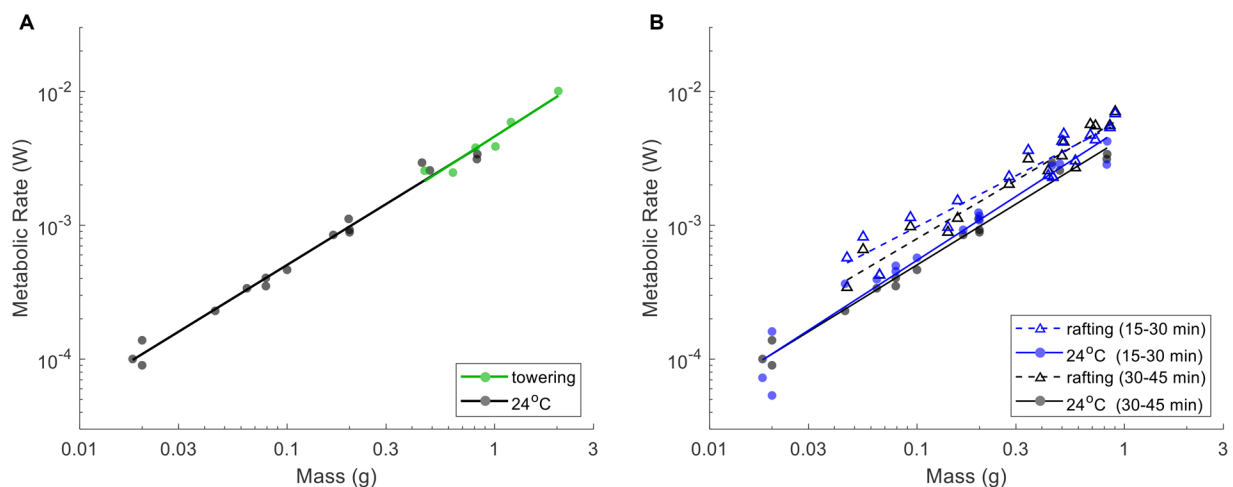 A
Metabolic Rate (W)
10⁻²
10⁻³
10⁻⁴
towering
24°C
0.01
0.03
0.1
0.3
1
3
Mass (g)
B
Metabolic Rate (W)
10⁻²
10⁻³
10⁻⁴
rafting (15-30 min)
24°C (15-30 min)
rafting (30-45 min)
24°C (30-45 min)
0.01
0.03
0.1
0.3
1
3
Mass (g)